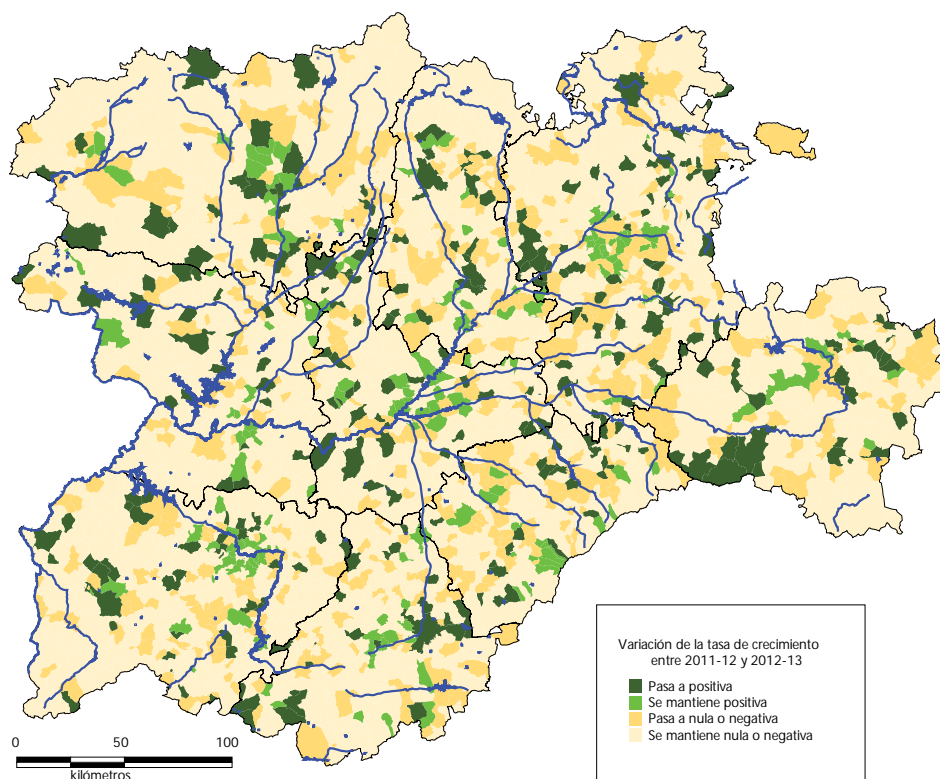 Variación de la tasa de crecimiento
entre 2011-12 y 2012-13
Pasa a positiva
Se mantiene positiva
Pasa a nula o negativa
Se mantiene nula o negativa
0 50 100
kilómetros